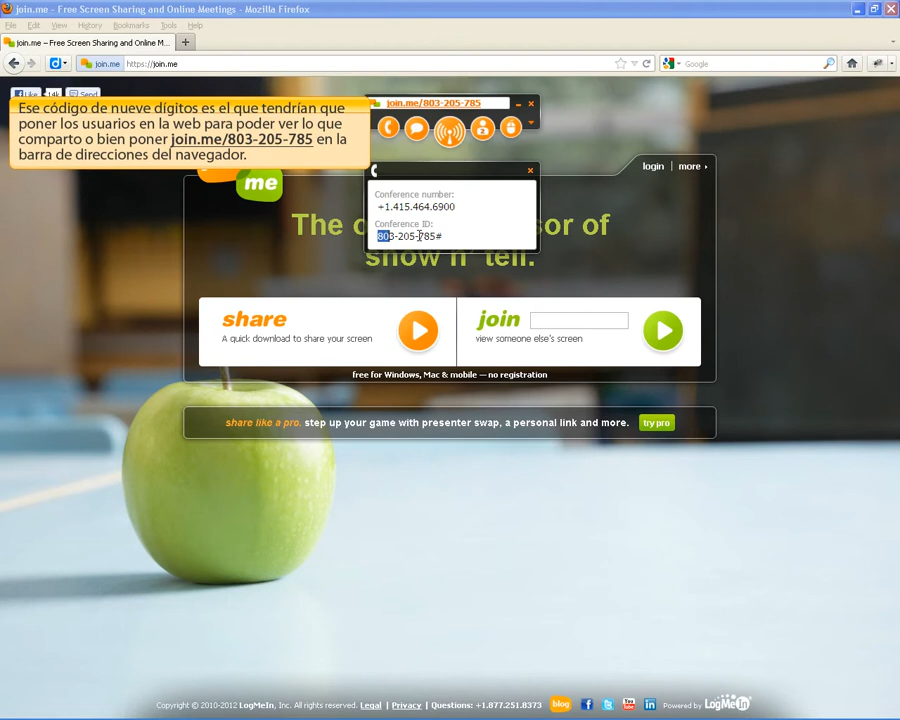 join.me - Free Screen Sharing and Online Meetings - Mozilla Firefox
File Edit View History Bookmarks Tools Help
join.me – Free Screen Sharing and Online M...
join.me https://join.me Google
Like 14k Send
Ese código de nueve dígitos es el que tendrían que
poner los usuarios en la web para poder ver lo que
comparto o bien poner join.me/803-205-785 en la
barra de direcciones del navegador.
join.me/803-205-785
me
login | more
Conference number:
+1.415.464.6900
Conference ID:
803-205-785#
The o sor of
show n' tell.
share
A quick download to share your screen
join
view someone else's screen
free for Windows, Mac & mobile — no registration
share like a pro. step up your game with presenter swap, a personal link and more. try pro
Copyright © 2010-2012 LogMeIn, Inc. All rights reserved. Legal | Privacy | Questions: +1.877.251.8373 blog You Tube in Powered by LogMeIn